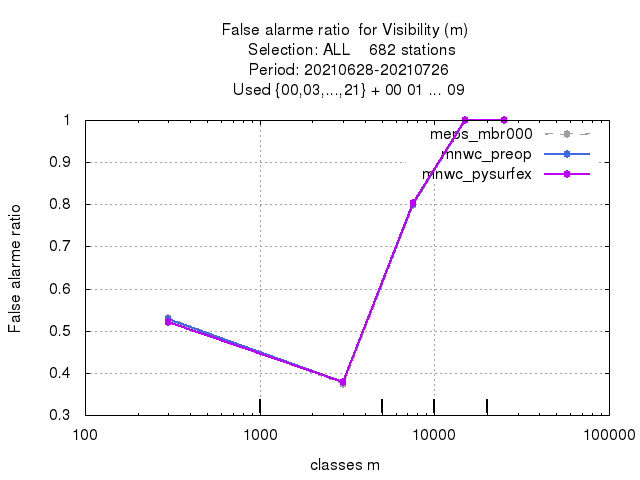 False alarme ratio  for Visibility (m)
Selection: ALL    682 stations
Period: 20210628-20210726
Used {00,03,...,21} + 00 01 ... 09
1
0.9
0.8
0.7
0.6
0.5
0.4
0.3
False alarme ratio
meps_mbr000
mnwc_preop
mnwc_pysurfex
100
1000
10000
100000
classes m